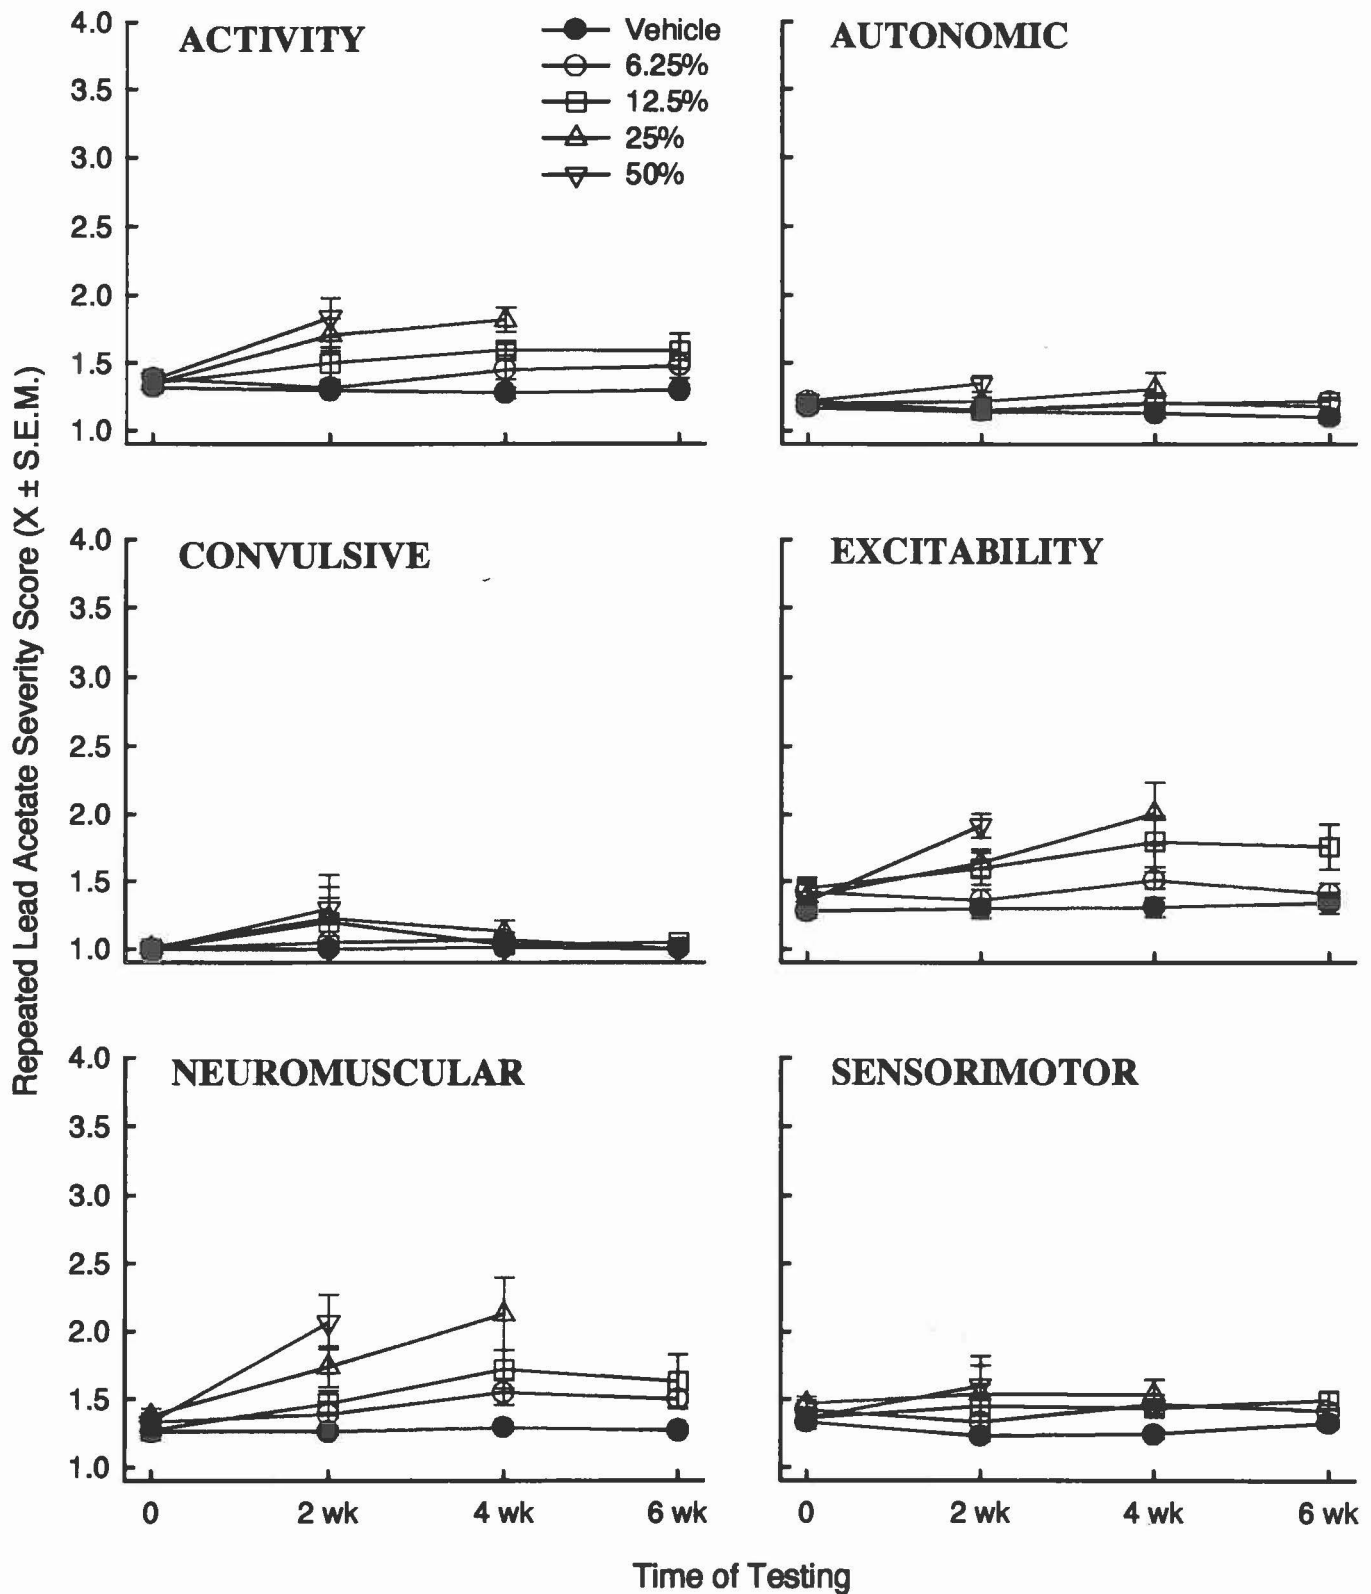 Repeated Lead Acetate Severity Score (X ± S.E.M.)
ACTIVITY
4.0
3.5
3.0
2.5
2.0
1.5
1.0
Vehicle
6.25%
12.5%
25%
50%
AUTONOMIC
CONVULSIVE
4.0
3.5
3.0
2.5
2.0
1.5
1.0
EXCITABILITY
NEUROMUSCULAR
4.0
3.5
3.0
2.5
2.0
1.5
1.0
0 2 wk 4 wk 6 wk
SENSORIMOTOR
0 2 wk 4 wk 6 wk
Time of Testing